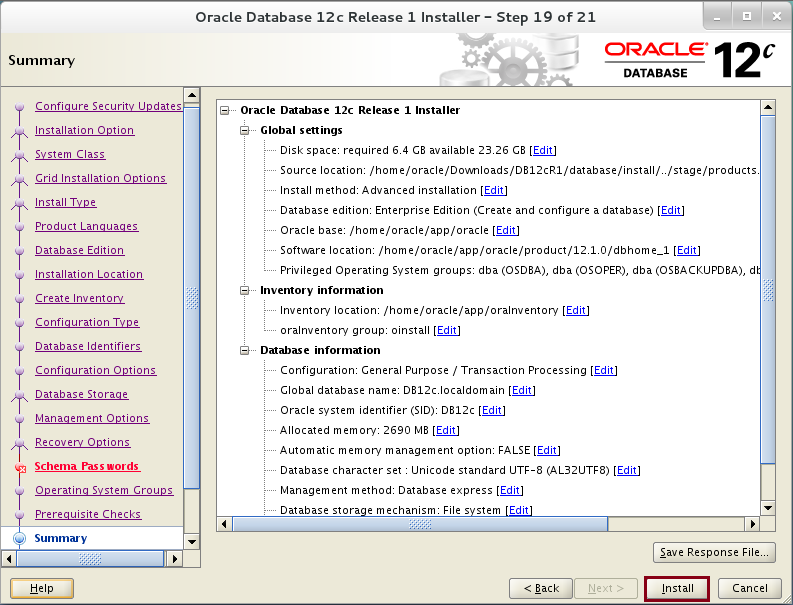 Oracle Database 12c Release 1 Installer - Step 19 of 21
Summary
ORACLE
DATABASE
12c
Configure Security Updates
Installation Option
System Class
Grid Installation Options
Install Type
Product Languages
Database Edition
Installation Location
Create Inventory
Configuration Type
Database Identifiers
Configuration Options
Database Storage
Management Options
Recovery Options
Schema Passwords
Operating System Groups
Prerequisite Checks
Summary
Oracle Database 12c Release 1 Installer
Global settings
Disk space: required 6.4 GB available 23.26 GB [Edit]
Source location: /home/oracle/Downloads/DB12cR1/database/install/../stage/products.
Install method: Advanced installation [Edit]
Database edition: Enterprise Edition (Create and configure a database) [Edit]
Oracle base: /home/oracle/app/oracle [Edit]
Software location: /home/oracle/app/oracle/product/12.1.0/dbhome_1 [Edit]
Privileged Operating System groups: dba (OSDBA), dba (OSOPER), dba (OSBACKUPDBA), db
Inventory information
Inventory location: /home/oracle/app/oraInventory [Edit]
oraInventory group: oinstall [Edit]
Database information
Configuration: General Purpose / Transaction Processing [Edit]
Global database name: DB12c.localdomain [Edit]
Oracle system identifier (SID): DB12c [Edit]
Allocated memory: 2690 MB [Edit]
Automatic memory management option: FALSE [Edit]
Database character set : Unicode standard UTF-8 (AL32UTF8) [Edit]
Management method: Database express [Edit]
Database storage mechanism: File system [Edit]
Save Response File...
Help
< Back
Next >
Install
Cancel